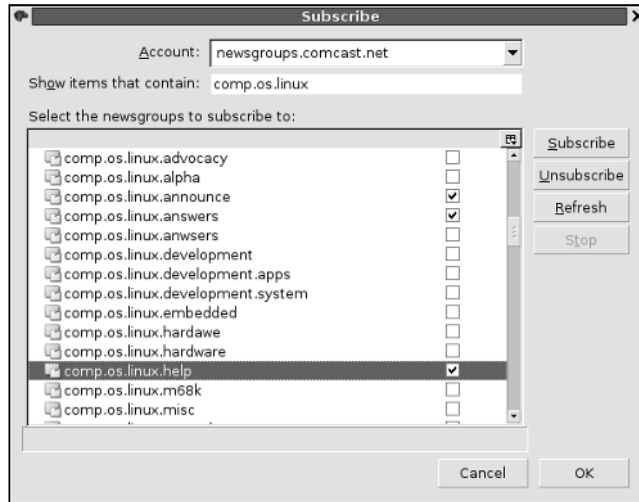 Subscribe
Account: newsgroups.comcast.net
Show items that contain: comp.os.linux
Select the newsgroups to subscribe to:
comp.os.linux.advocacy
comp.os.linux.alpha
comp.os.linux.announce
comp.os.linux.answers
comp.os.linux.anwsers
comp.os.linux.development
comp.os.linux.development.apps
comp.os.linux.development.system
comp.os.linux.embedded
comp.os.linux.hardawe
comp.os.linux.hardware
comp.os.linux.help
comp.os.linux.m68k
comp.os.linux.misc
Subscribe
Unsubscribe
Refresh
Stop
Cancel
OK